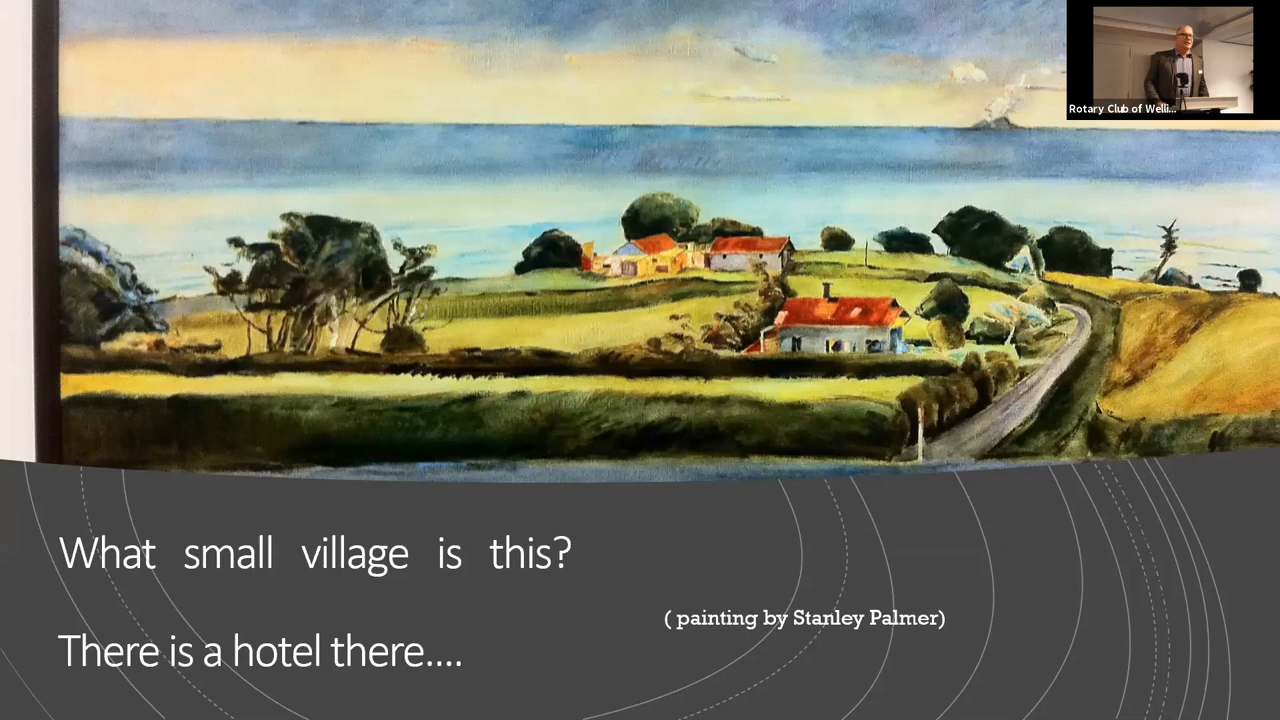 Rotary Club of Welli...
What small village is this?
( painting by Stanley Palmer)
There is a hotel there....